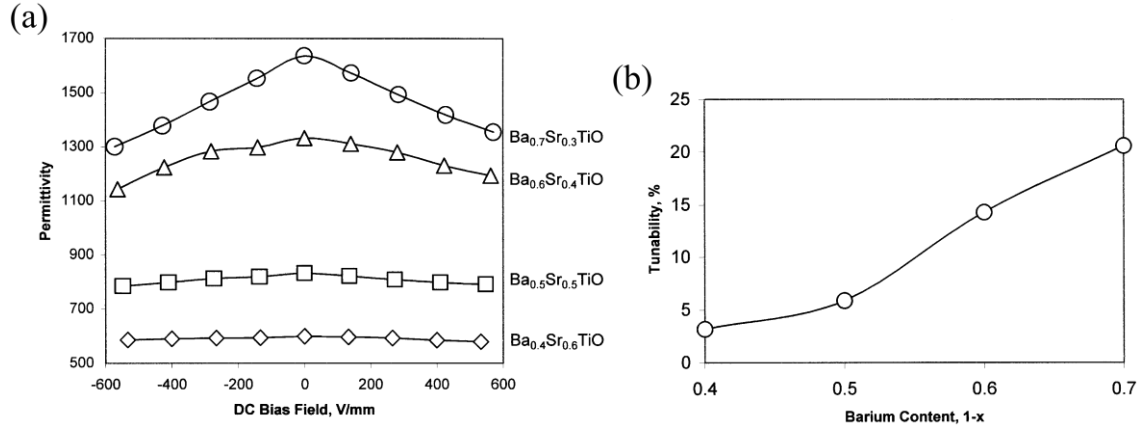 (a)
1700
1500
1300
1100
900
700
500
Permittivity
-600 -400 -200 0 200 400 600
DC Bias Field, V/mm
Ba0.7Sr0.3TiO
Ba0.6Sr0.4TiO
Ba0.5Sr0.5TiO
Ba0.4Sr0.6TiO
(b)
25
20
15
10
5
0
Tunability, %
0.4 0.5 0.6 0.7
Barium Content, 1-x